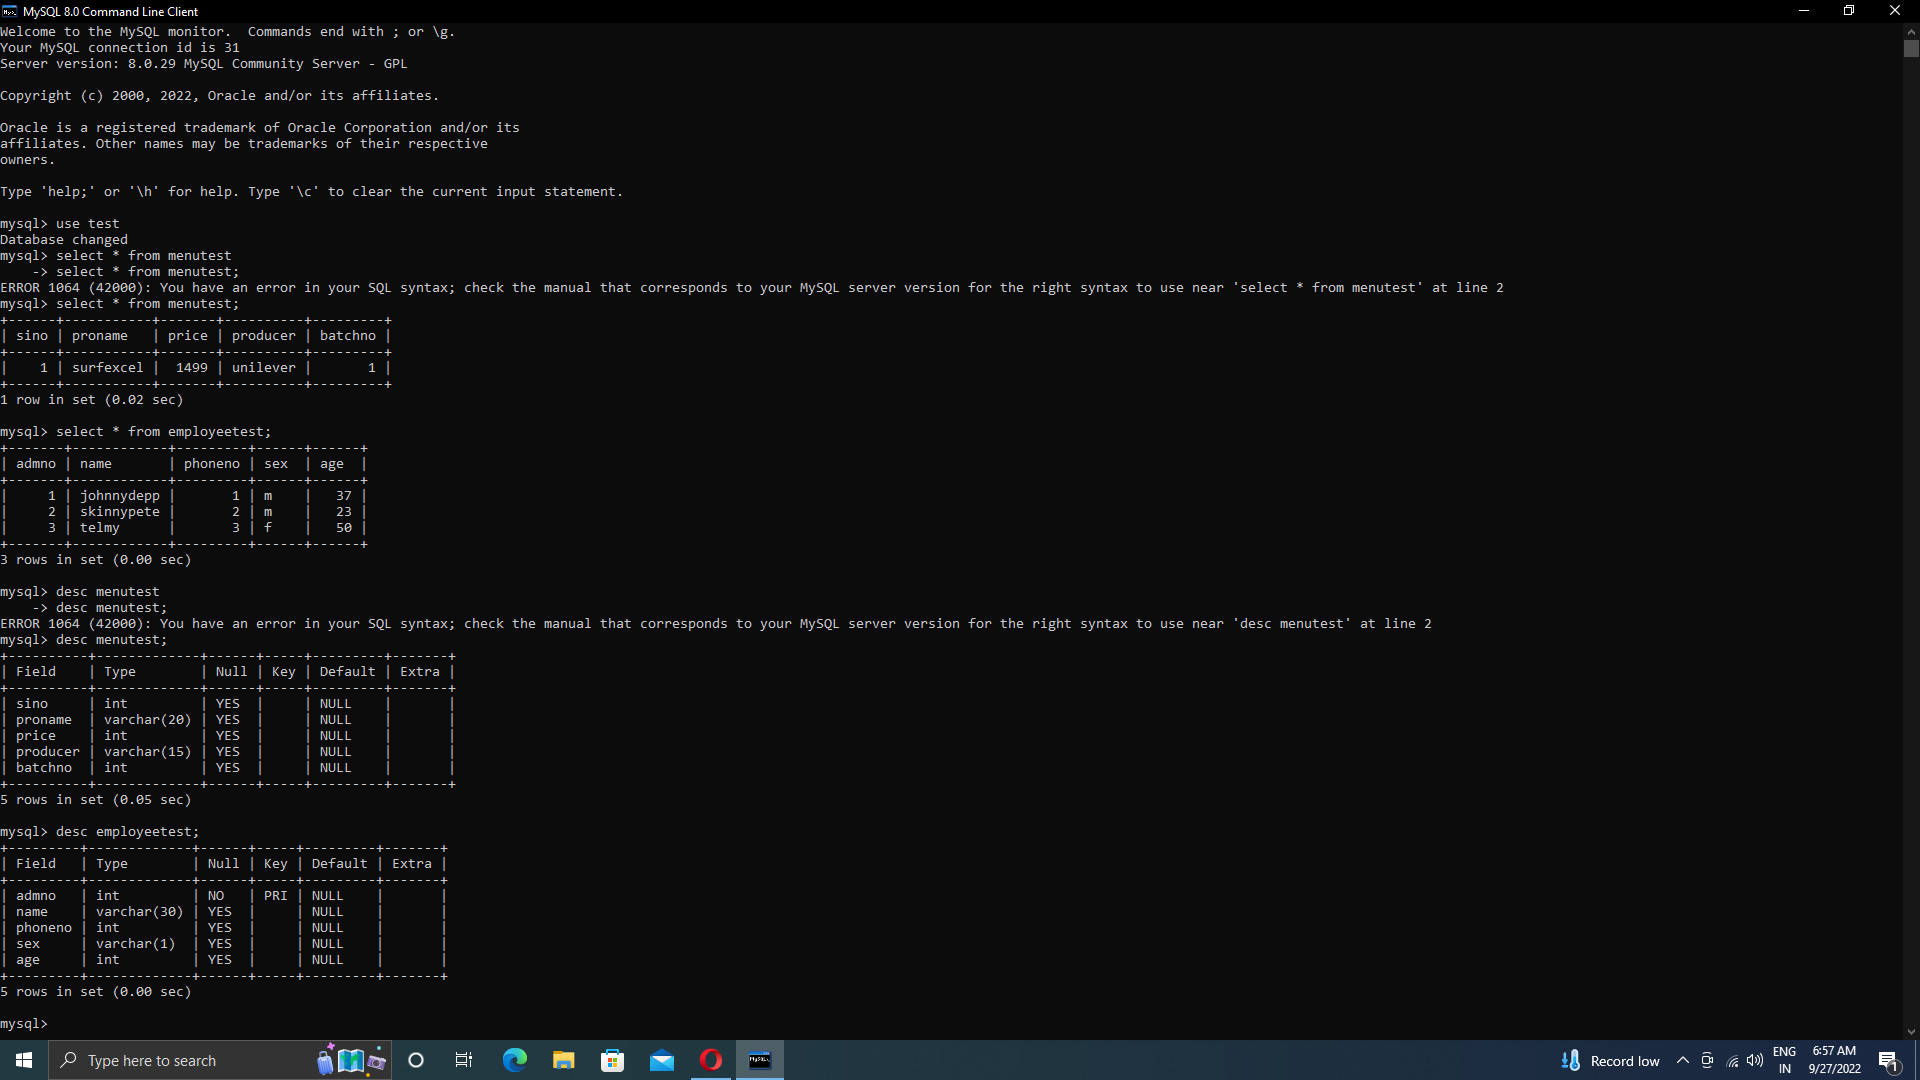 MySQL 8.0 Command Line Client
Welcome to the MySQL monitor.  Commands end with ; or \g.
Your MySQL connection id is 31
Server version: 8.0.29 MySQL Community Server - GPL
Copyright (c) 2000, 2022, Oracle and/or its affiliates.
Oracle is a registered trademark of Oracle Corporation and/or its
affiliates. Other names may be trademarks of their respective
owners.
Type 'help;' or '\h' for help. Type '\c' to clear the current input statement.
mysql> use test
Database changed
mysql> select * from menutest
    -> select * from menutest;
ERROR 1064 (42000): You have an error in your SQL syntax; check the manual that corresponds to your MySQL server version for the right syntax to use near 'select * from menutest' at line 2
mysql> select * from menutest;
+------+-----------+-------+----------+---------+
| sino | proname   | price | producer | batchno |
+------+-----------+-------+----------+---------+
|    1 | surfexcel |  1499 | unilever |       1 |
+------+-----------+-------+----------+---------+
1 row in set (0.02 sec)
mysql> select * from employeetest;
+-------+------------+---------+------+------+
| admno | name       | phoneno | sex  | age  |
+-------+------------+---------+------+------+
|     1 | johnnydepp |       1 | m    |   37 |
|     2 | skinnypete |       2 | m    |   23 |
|     3 | telmy      |       3 | f    |   50 |
+-------+------------+---------+------+------+
3 rows in set (0.00 sec)
mysql> desc menutest
    -> desc menutest;
ERROR 1064 (42000): You have an error in your SQL syntax; check the manual that corresponds to your MySQL server version for the right syntax to use near 'desc menutest' at line 2
mysql> desc menutest;
+----------+-------------+------+-----+---------+-------+
| Field    | Type        | Null | Key | Default | Extra |
+----------+-------------+------+-----+---------+-------+
| sino     | int         | YES  |     | NULL    |       |
| proname  | varchar(20) | YES  |     | NULL    |       |
| price    | int         | YES  |     | NULL    |       |
| producer | varchar(15) | YES  |     | NULL    |       |
| batchno  | int         | YES  |     | NULL    |       |
+----------+-------------+------+-----+---------+-------+
5 rows in set (0.05 sec)
mysql> desc employeetest;
+---------+-------------+------+-----+---------+-------+
| Field   | Type        | Null | Key | Default | Extra |
+---------+-------------+------+-----+---------+-------+
| admno   | int         | NO   | PRI | NULL    |       |
| name    | varchar(30) | YES  |     | NULL    |       |
| phoneno | int         | YES  |     | NULL    |       |
| sex     | varchar(1)  | YES  |     | NULL    |       |
| age     | int         | YES  |     | NULL    |       |
+---------+-------------+------+-----+---------+-------+
5 rows in set (0.00 sec)
mysql>
Type here to search
Record low
ENG
IN
6:57 AM
9/27/2022
1